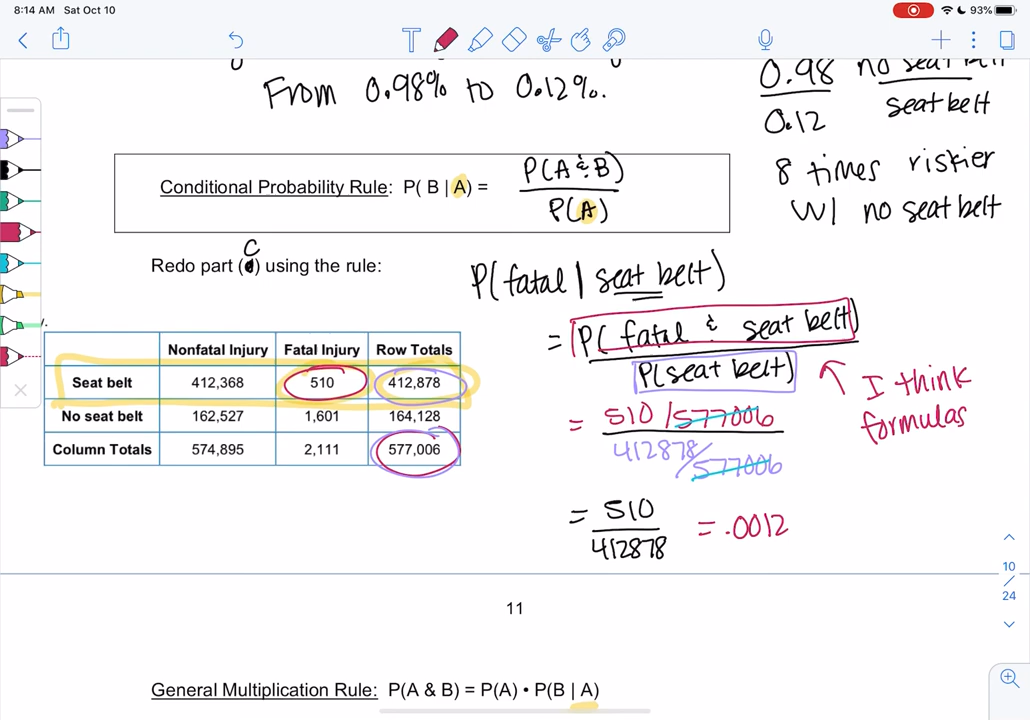 8:14 AM Sat Oct 10
93%
From 0.98% to 0.12%.
0.98 no seat belt
0.12 seat belt
8 times riskier
W/ no seat belt
Conditional Probability Rule: P( B | A) = P(A & B)
P(A)
C
Redo part ( ) using the rule:
P(fatal | seat belt)
= P( fatal & seat belt)
P(seat belt)
I think
formulas
Nonfatal Injury Fatal Injury Row Totals
Seat belt 412,368 510 412,878
No seat belt 162,527 1,601 164,128
Column Totals 574,895 2,111 577,006
= 510 / 577006
412878/577006
= 510
412878
= .0012
10
24
11
General Multiplication Rule: P(A & B) = P(A) • P(B | A)